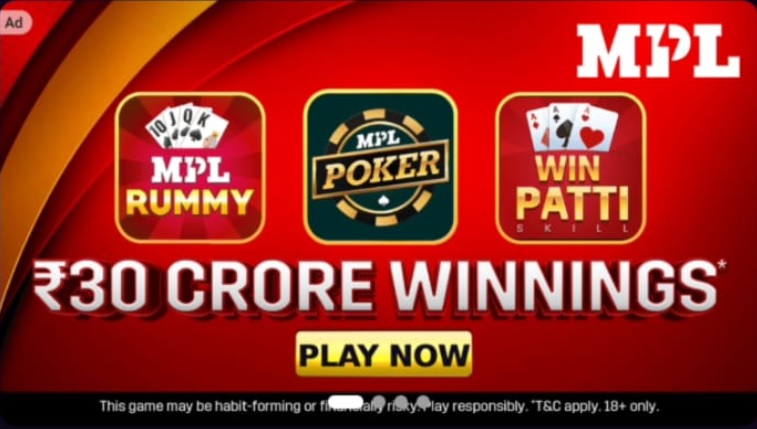 Ad
MPL
10 J Q K
A A A
MPL
RUMMY
MPL
POKER
WIN
PATTI
SKILL
₹30 CRORE WINNINGS*
PLAY NOW
This game may be habit-forming or financially risky. Play responsibly. *T&C apply. 18+ only.